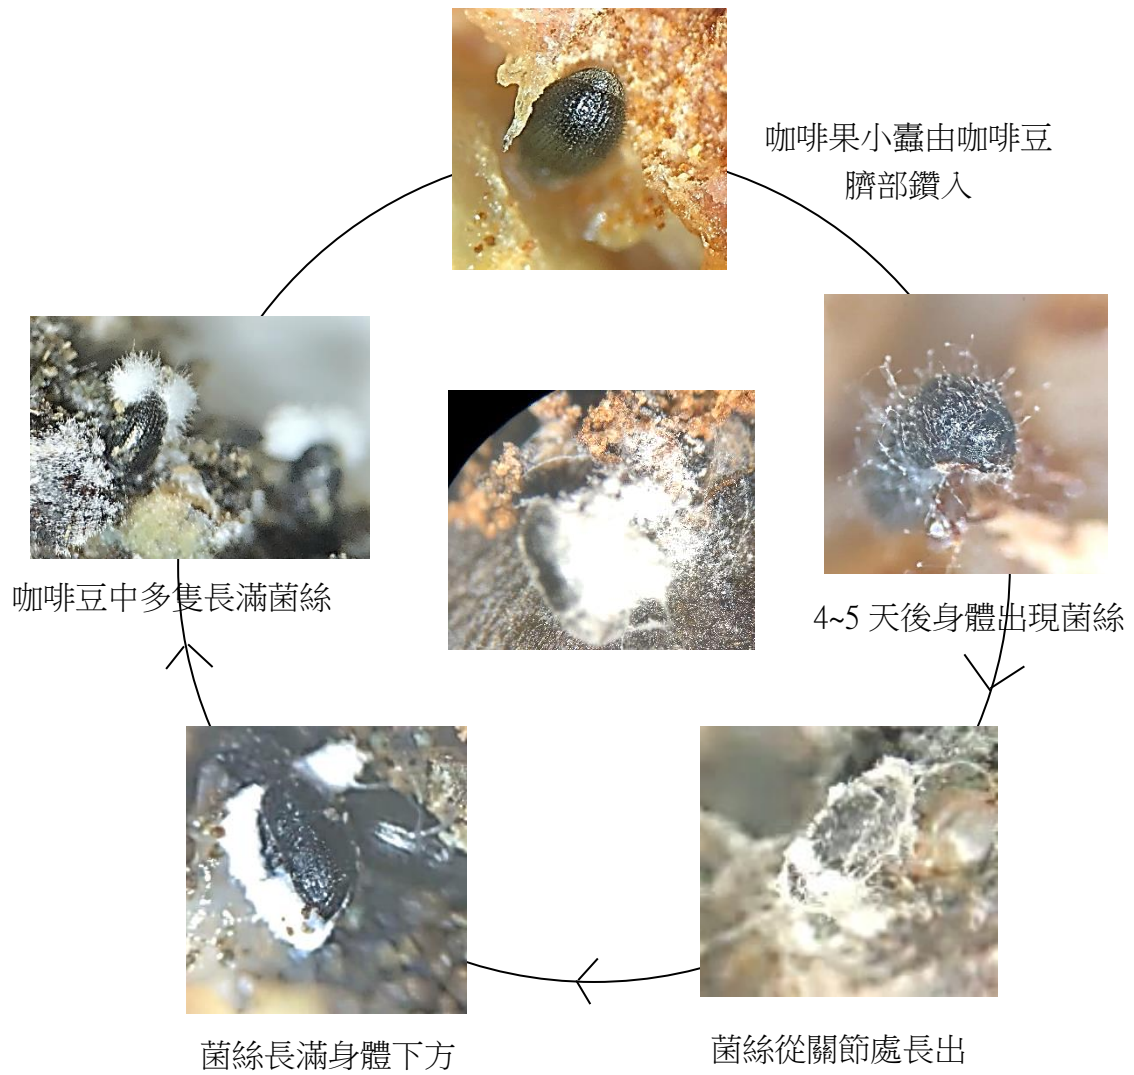 咖啡果小蠹由咖啡豆
臍部鑽入
4~5 天後身體出現菌絲
菌絲從關節處長出
菌絲長滿身體下方
咖啡豆中多隻長滿菌絲